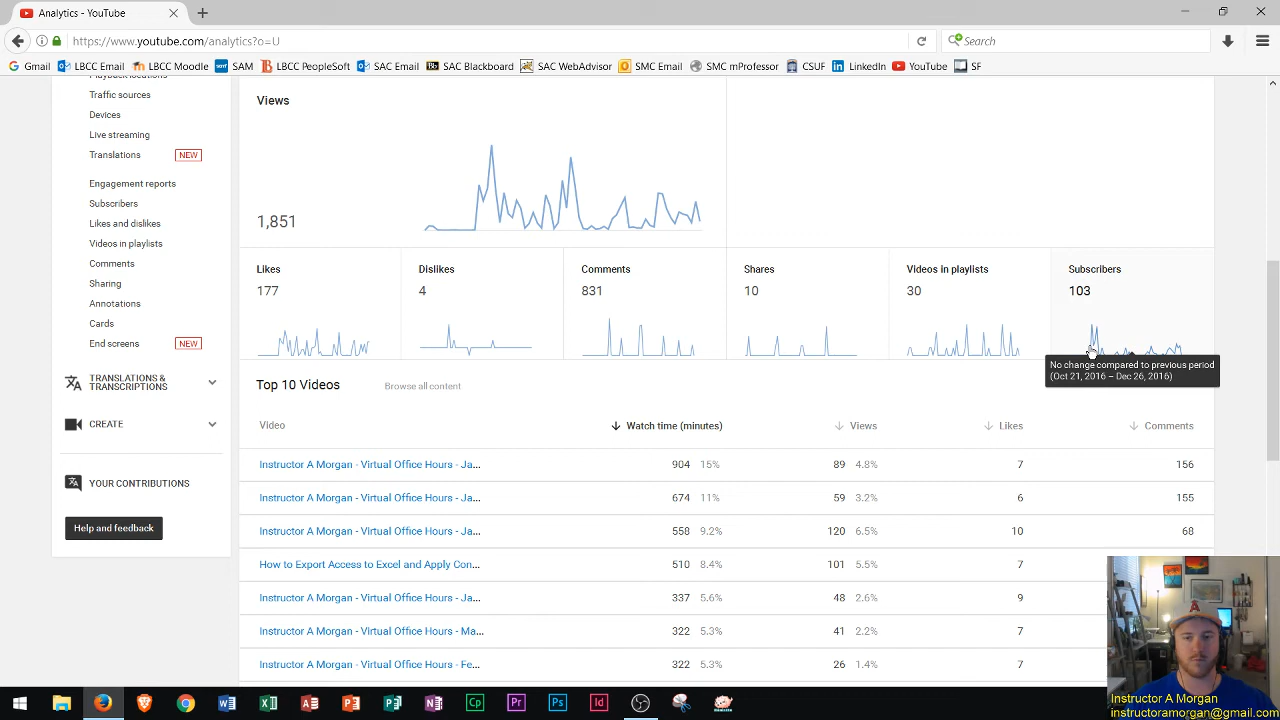 Analytics - YouTube
https://www.youtube.com/analytics?o=U
Search
Gmail LBCC Email LBCC Moodle SAM LBCC PeopleSoft SAC Email SAC Blackboard SAC WebAdvisor SMC Email SMC mProfessor CSUF LinkedIn YouTube SF
Playback locations
Traffic sources
Devices
Live streaming
Translations NEW
Engagement reports
Subscribers
Likes and dislikes
Videos in playlists
Comments
Sharing
Annotations
Cards
End screens NEW
TRANSLATIONS &
TRANSCRIPTIONS
CREATE
YOUR CONTRIBUTIONS
Help and feedback
Views
1,851
Likes
177
Dislikes
4
Comments
831
Shares
10
Videos in playlists
30
Subscribers
103
No change compared to previous period
(Oct 21, 2016 – Dec 26, 2016)
Top 10 Videos Browse all content
Video Watch time (minutes) Views Likes Comments
Instructor A Morgan - Virtual Office Hours - Ja... 904 15% 89 4.8% 7 156
Instructor A Morgan - Virtual Office Hours - Ja... 674 11% 59 3.2% 6 155
Instructor A Morgan - Virtual Office Hours - Ja... 558 9.2% 120 6.5% 10 68
How to Export Access to Excel and Apply Con... 510 8.4% 101 5.5% 7
Instructor A Morgan - Virtual Office Hours - Ja... 337 5.6% 48 2.6% 9
Instructor A Morgan - Virtual Office Hours - Ma... 322 5.3% 41 2.2% 7
Instructor A Morgan - Virtual Office Hours - Fe... 322 5.3% 26 1.4% 7
Instructor A Morgan
instructoramorgan@gmail.com